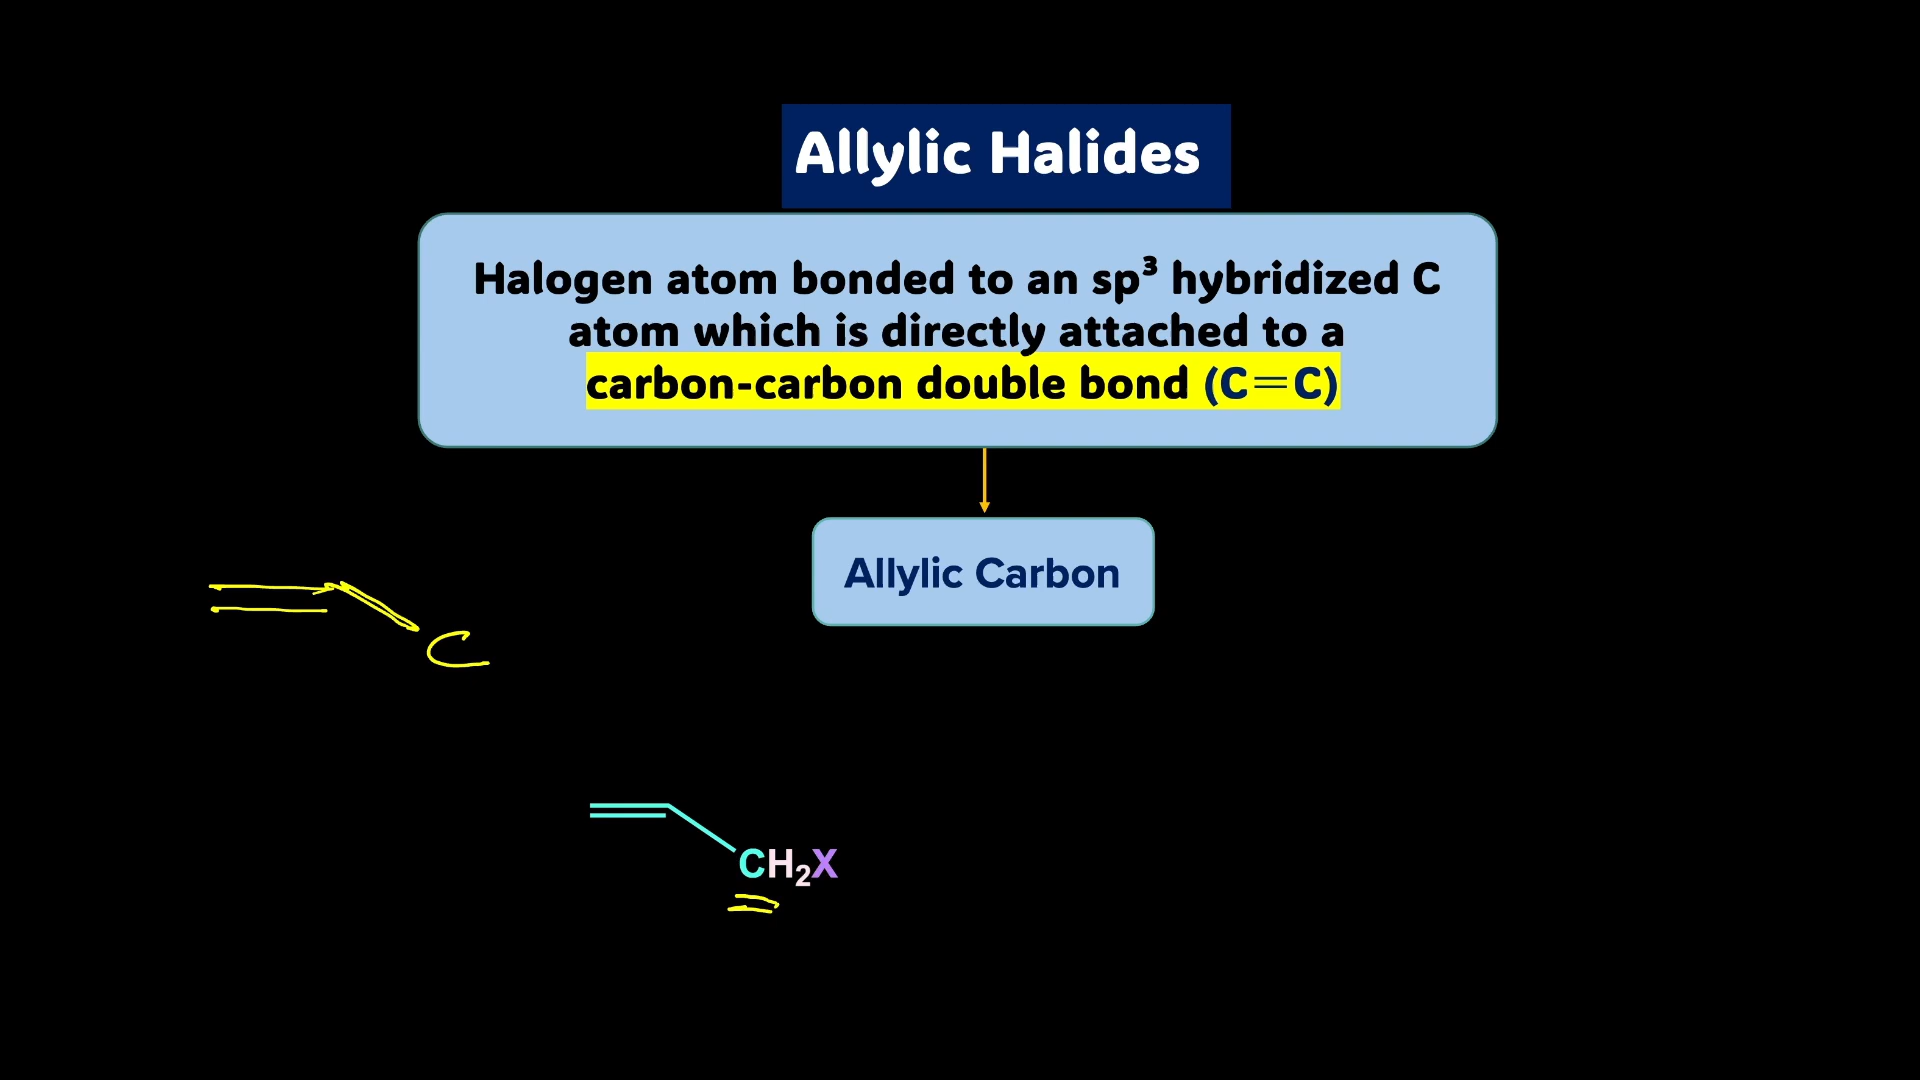 Allylic Halides
Halogen atom bonded to an sp³ hybridized C
atom which is directly attached to a
carbon-carbon double bond (C=C)
Allylic Carbon
C
CH₂X